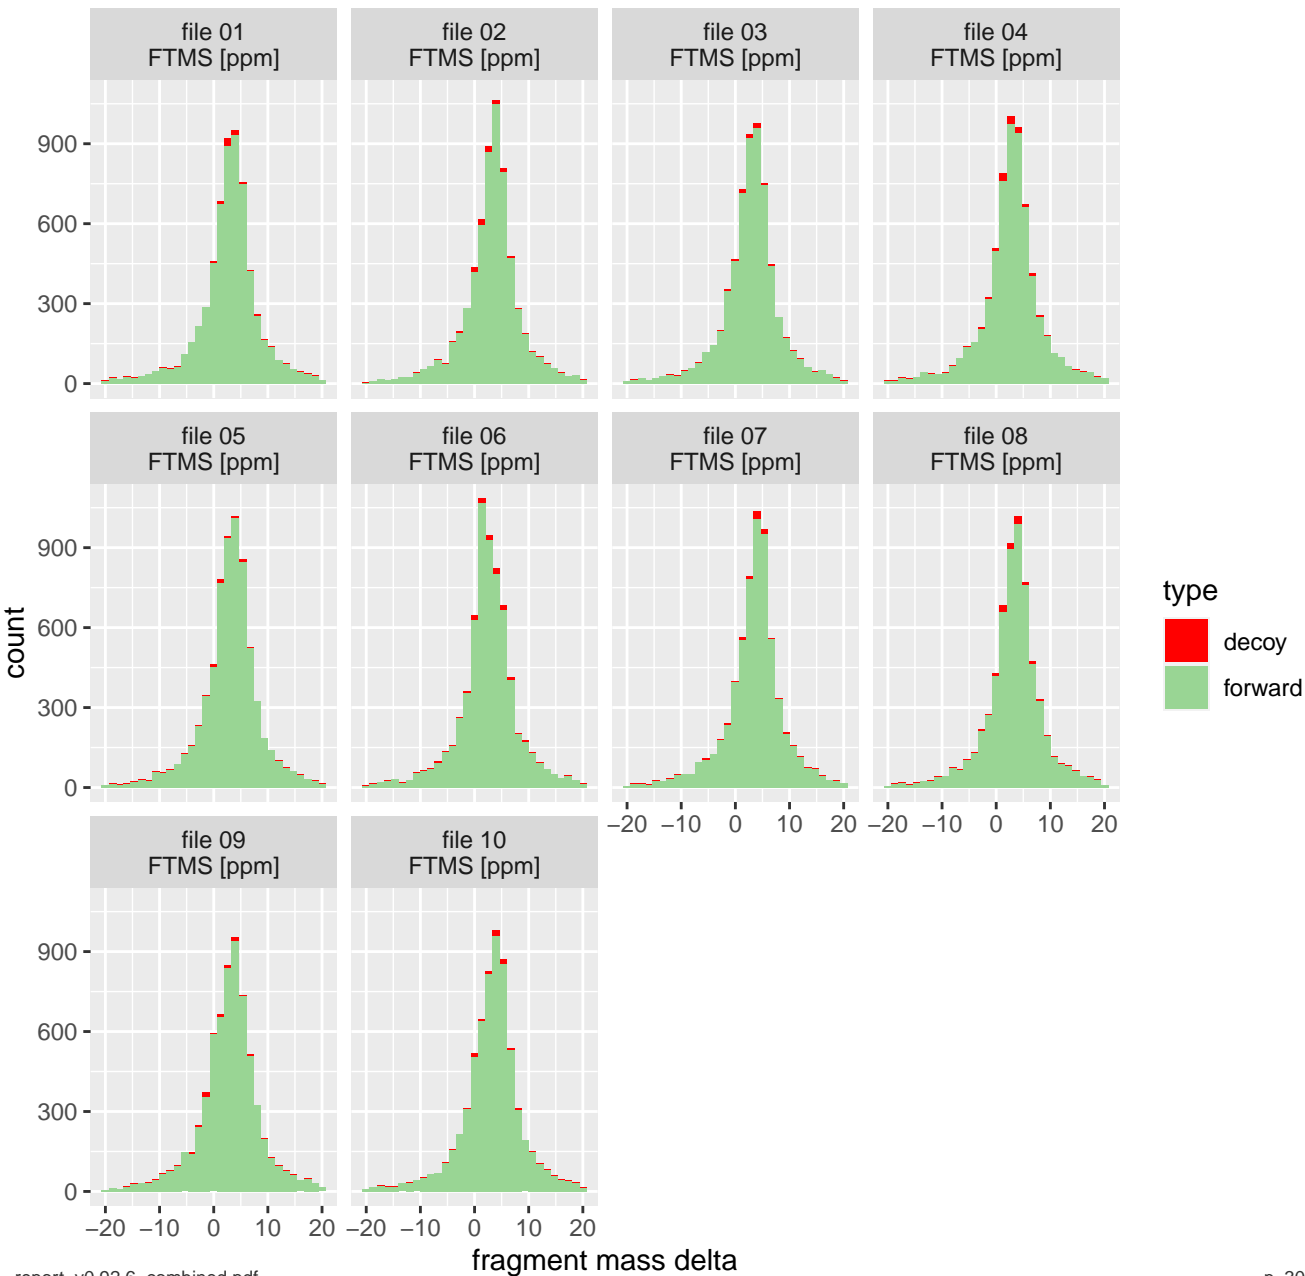 file 01
FTMS [ppm]
file 02
FTMS [ppm]
file 03
FTMS [ppm]
file 04
FTMS [ppm]
900
600
300
0
file 05
FTMS [ppm]
file 06
FTMS [ppm]
file 07
FTMS [ppm]
file 08
FTMS [ppm]
900
600
300
0
−20 −10 0 10 20
−20 −10 0 10 20
file 09
FTMS [ppm]
file 10
FTMS [ppm]
900
600
300
0
−20 −10 0 10 20
−20 −10 0 10 20
count
fragment mass delta
type
decoy
forward